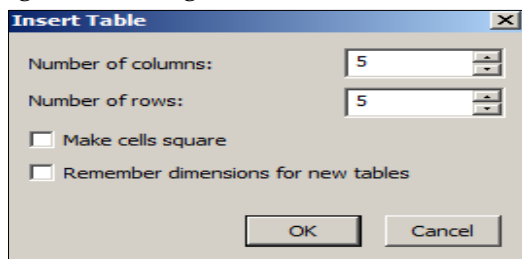 Insert Table
Number of columns: 5
Number of rows: 5
Make cells square
Remember dimensions for new tables
OK Cancel